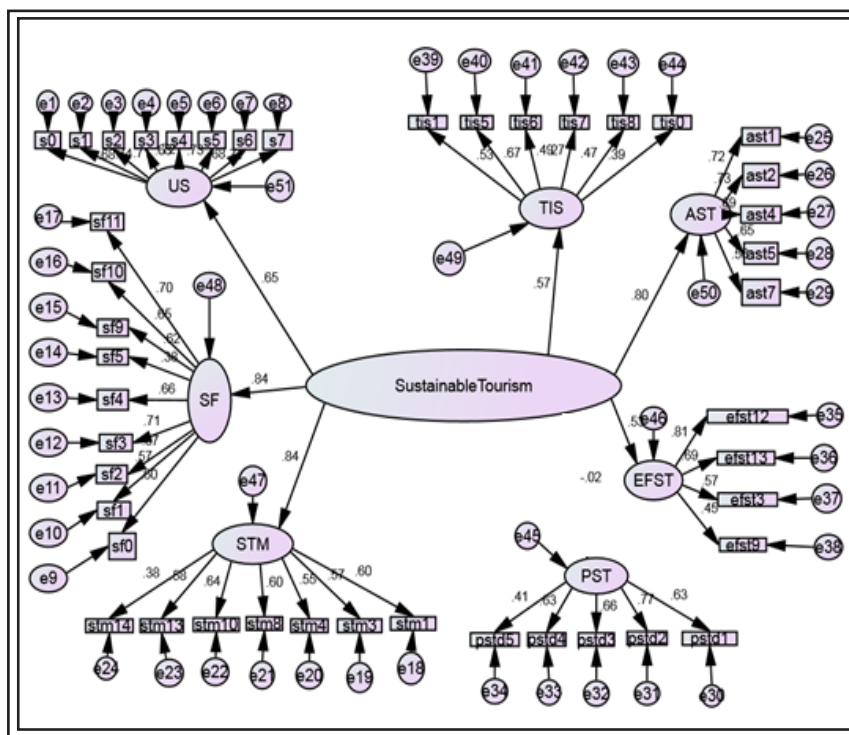 e39 e40 e41 e42 e43 e44
e1 e2 e3 e4 e5 e6 e7 e8
tis1 tis5 tis6 tis7 tis8 tis0
s0 s1 s2 s3 s4 s5 s6 s7
ast1 e25
.72
.53 .67 .49 .27 .47 .39
ast2 e26
.73
US e51
TIS AST
ast4 e27
e17 sf11
.65
ast5 e28
e49
e16 sf10
e48
e50
ast7 e29
.70 .65 .57 .80
e15 sf9
.65
.62
e14 sf5
.38
SustainableTourism
.84
e13 sf4 .66 SF
e46
efst12 e35
.81
e12 sf3 .71
.69
efst13 e36
.57
e11 sf2
.84
-.02
EFST
.57
efst3 e37
e47
.45
e10 sf1
e45
efst9 e38
sf0
STM
e9
PST
.38 .64 .60 .55 .57 .60
.41 .63 .66 .77 .63
stm14 stm13 stm10 stm8 stm4 stm3 stm1
pstd5 pstd4 pstd3 pstd2 pstd1
e24 e23 e22 e21 e20 e19 e18
e34 e33 e32 e31 e30